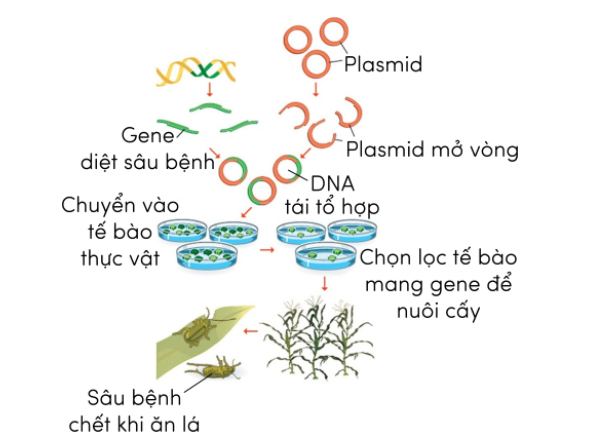 Plasmid
Gene
diệt sâu bệnh
Plasmid mở vòng
DNA
tái tổ hợp
Chuyển vào
tế bào
thực vật
Chọn lọc tế bào
mang gene để
nuôi cấy
Sâu bệnh
chết khi ăn lá